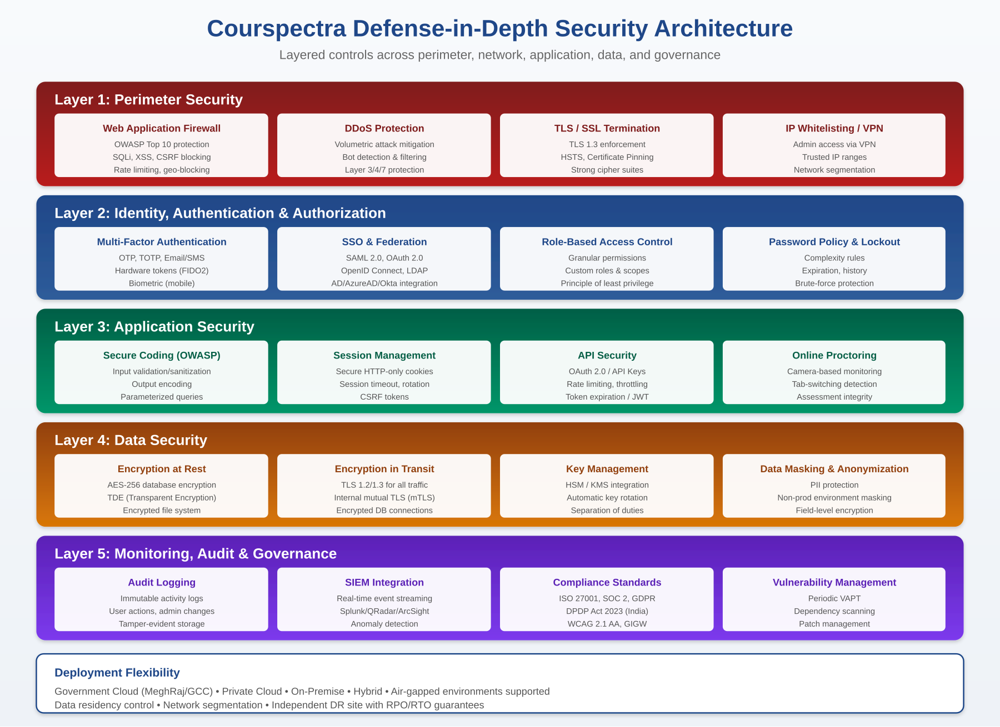 Courspectra Defense-in-Depth Security Architecture
Layered controls across perimeter, network, application, data, and governance
Layer 1: Perimeter Security
Web Application Firewall
OWASP Top 10 protection
SQLi, XSS, CSRF blocking
Rate limiting, geo-blocking
DDoS Protection
Volumetric attack mitigation
Bot detection & filtering
Layer 3/4/7 protection
TLS / SSL Termination
TLS 1.3 enforcement
HSTS, Certificate Pinning
Strong cipher suites
IP Whitelisting / VPN
Admin access via VPN
Trusted IP ranges
Network segmentation
Layer 2: Identity, Authentication & Authorization
Multi-Factor Authentication
OTP, TOTP, Email/SMS
Hardware tokens (FIDO2)
Biometric (mobile)
SSO & Federation
SAML 2.0, OAuth 2.0
OpenID Connect, LDAP
AD/AzureAD/Okta integration
Role-Based Access Control
Granular permissions
Custom roles & scopes
Principle of least privilege
Password Policy & Lockout
Complexity rules
Expiration, history
Brute-force protection
Layer 3: Application Security
Secure Coding (OWASP)
Input validation/sanitization
Output encoding
Parameterized queries
Session Management
Secure HTTP-only cookies
Session timeout, rotation
CSRF tokens
API Security
OAuth 2.0 / API Keys
Rate limiting, throttling
Token expiration / JWT
Online Proctoring
Camera-based monitoring
Tab-switching detection
Assessment integrity
Layer 4: Data Security
Encryption at Rest
AES-256 database encryption
TDE (Transparent Encryption)
Encrypted file system
Encryption in Transit
TLS 1.2/1.3 for all traffic
Internal mutual TLS (mTLS)
Encrypted DB connections
Key Management
HSM / KMS integration
Automatic key rotation
Separation of duties
Data Masking & Anonymization
PII protection
Non-prod environment masking
Field-level encryption
Layer 5: Monitoring, Audit & Governance
Audit Logging
Immutable activity logs
User actions, admin changes
Tamper-evident storage
SIEM Integration
Real-time event streaming
Splunk/QRadar/ArcSight
Anomaly detection
Compliance Standards
ISO 27001, SOC 2, GDPR
DPDP Act 2023 (India)
WCAG 2.1 AA, GIGW
Vulnerability Management
Periodic VAPT
Dependency scanning
Patch management
Deployment Flexibility
Government Cloud (MeghRaj/GCC) • Private Cloud • On-Premise • Hybrid • Air-gapped environments supported
Data residency control • Network segmentation • Independent DR site with RPO/RTO guarantees